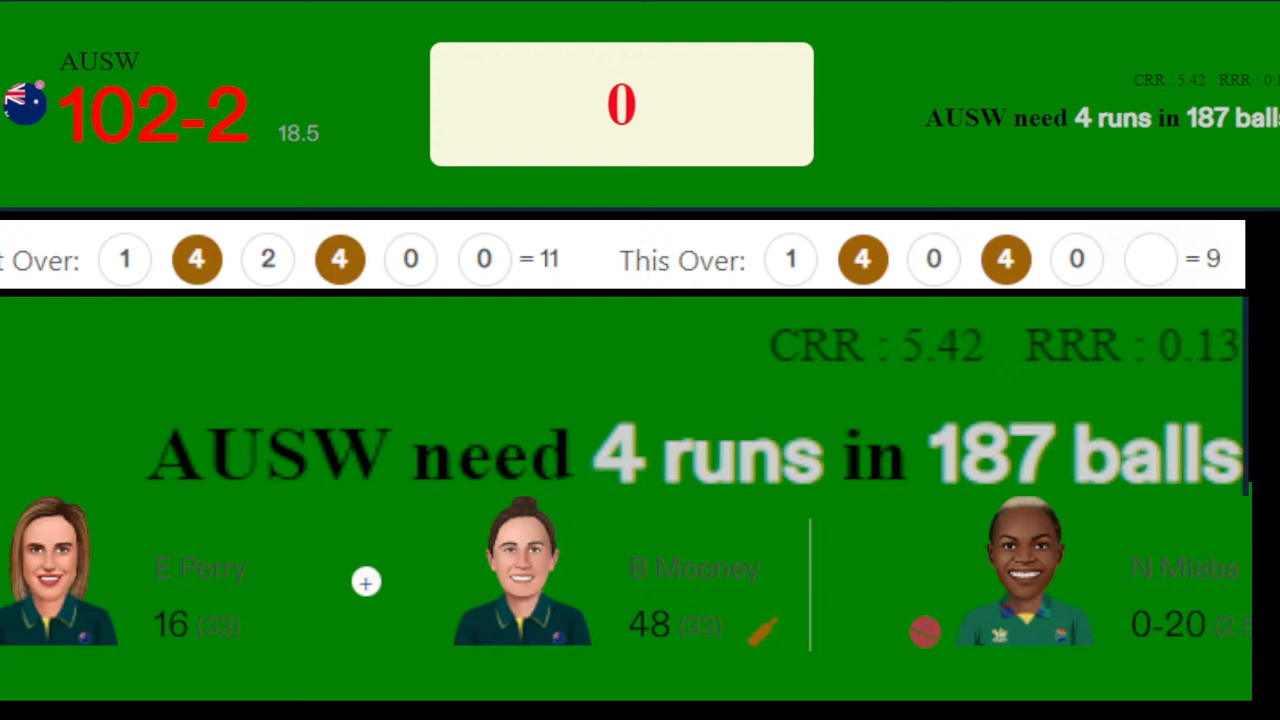 AUSW
102-2 18.5
0
CRR : 5.42 RRR : 0.1
AUSW need 4 runs in 187 balls
t Over: 1 4 2 4 0 0 = 11 This Over: 1 4 0 4 0 = 9
CRR : 5.42 RRR : 0.13
AUSW need 4 runs in 187 balls
E Perry B Mooney N Mlaba
16 (33) 48 (33) 0-20